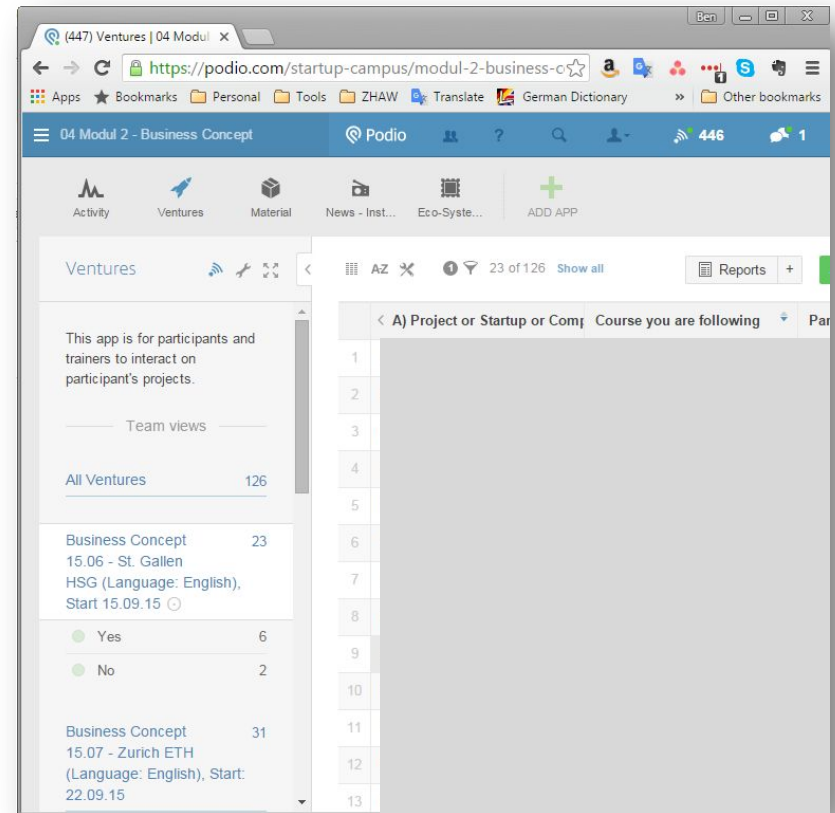 Ben
(447) Ventures | 04 Modul
https://podio.com/startup-campus/modul-2-business-c
Apps Bookmarks Personal Tools ZHAW Translate German Dictionary » Other bookmarks
04 Modul 2 - Business Concept Podio ? 446 1
Activity Ventures Material News - Inst... Eco-Syste... ADD APP
Ventures
AZ 1 23 of 126 Show all Reports +
This app is for participants and
trainers to interact on
participant's projects.
Team views
All Ventures 126
Business Concept 23
15.06 - St. Gallen
HSG (Language: English),
Start 15.09.15
Yes 6
No 2
Business Concept 31
15.07 - Zurich ETH
(Language: English), Start:
22.09.15
A) Project or Startup or Comp Course you are following Par
1
2
3
4
5
6
7
8
9
10
11
12
13